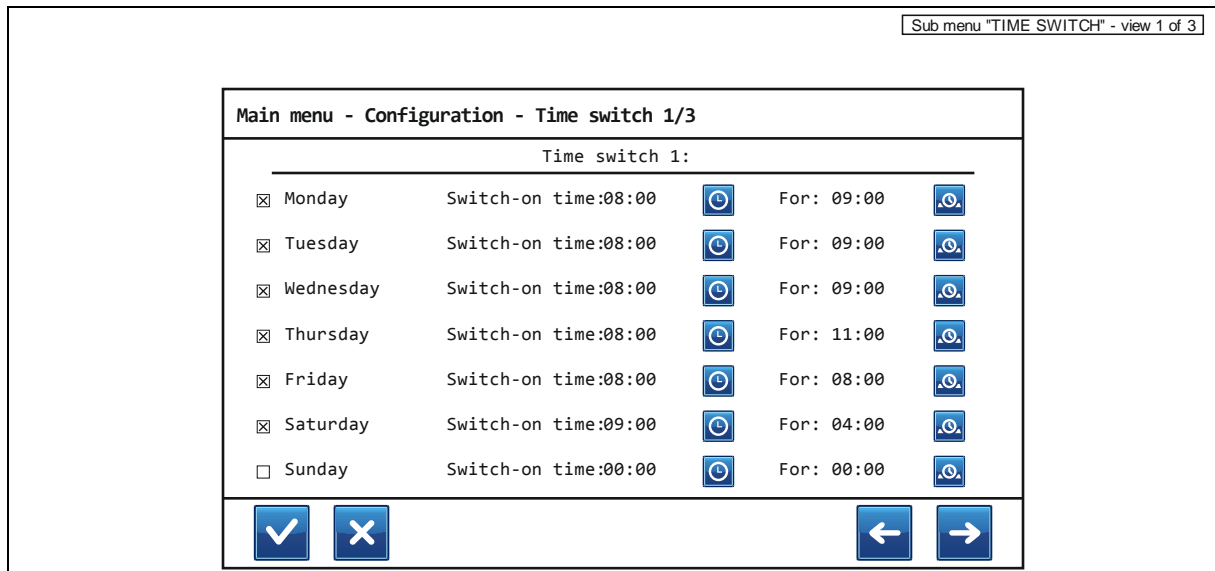 Sub menu "TIME SWITCH" - view 1 of 3
Main menu - Configuration - Time switch 1/3
Time switch 1:
Monday Switch-on time:08:00 For: 09:00
Tuesday Switch-on time:08:00 For: 09:00
Wednesday Switch-on time:08:00 For: 09:00
Thursday Switch-on time:08:00 For: 11:00
Friday Switch-on time:08:00 For: 08:00
Saturday Switch-on time:09:00 For: 04:00
Sunday Switch-on time:00:00 For: 00:00